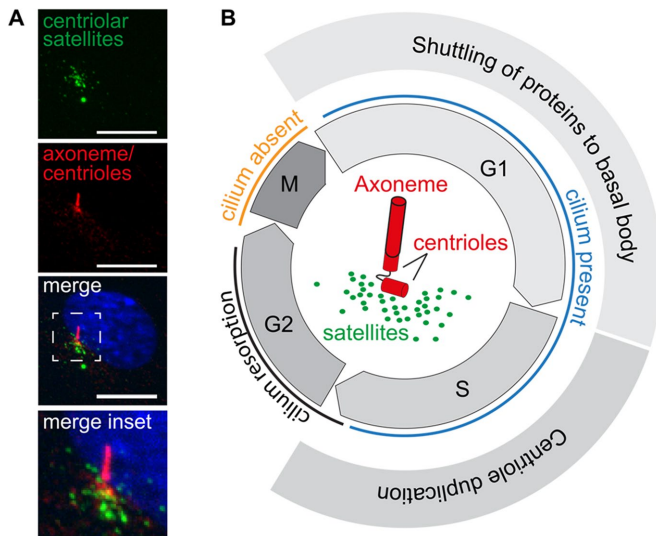 A
centriolar
satellites
axoneme/
centrioles
merge
merge inset
B
Shuttling of proteins to basal body
cilium absent
M
G1
Axoneme
centrioles
cilium present
satellites
G2
cilium resorption
S
Centriole duplication